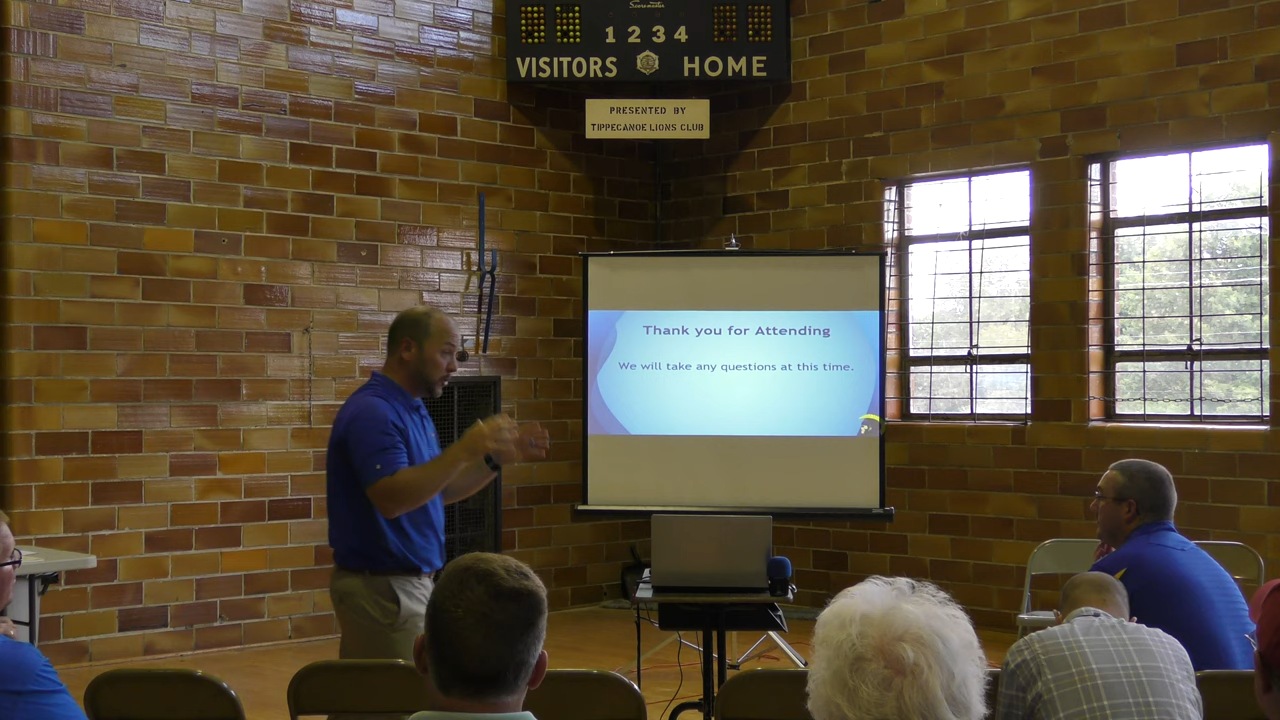 Scoremaster
1 2 3 4
VISITORS HOME
PRESENTED BY
TIPPECANOE LIONS CLUB
Thank you for Attending
We will take any questions at this time.